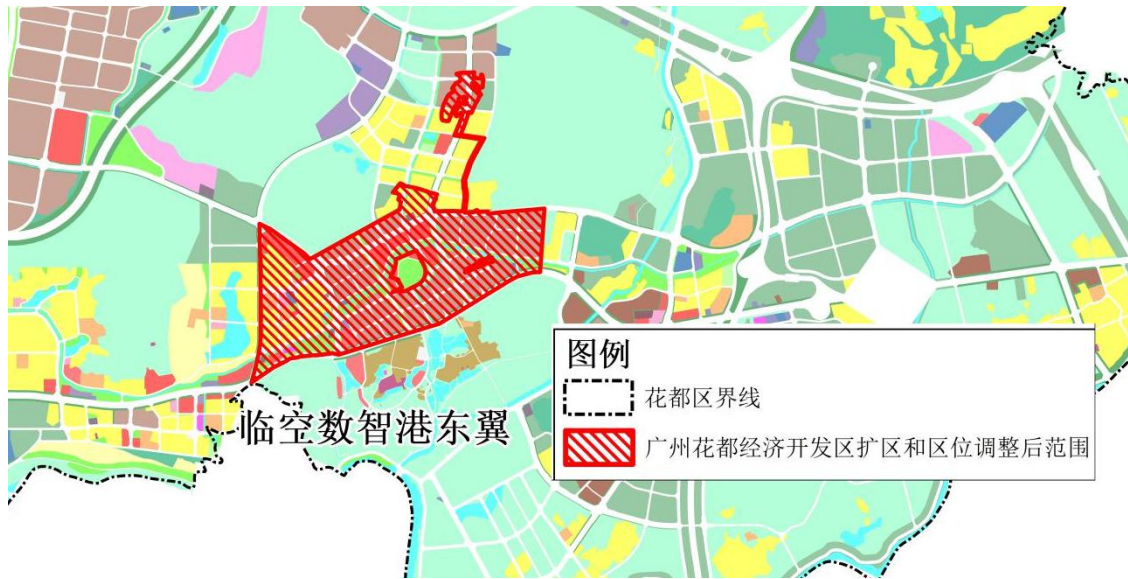 图例
花都区界线
临空数智港东翼
广州花都经济开发区扩区和区位调整后范围